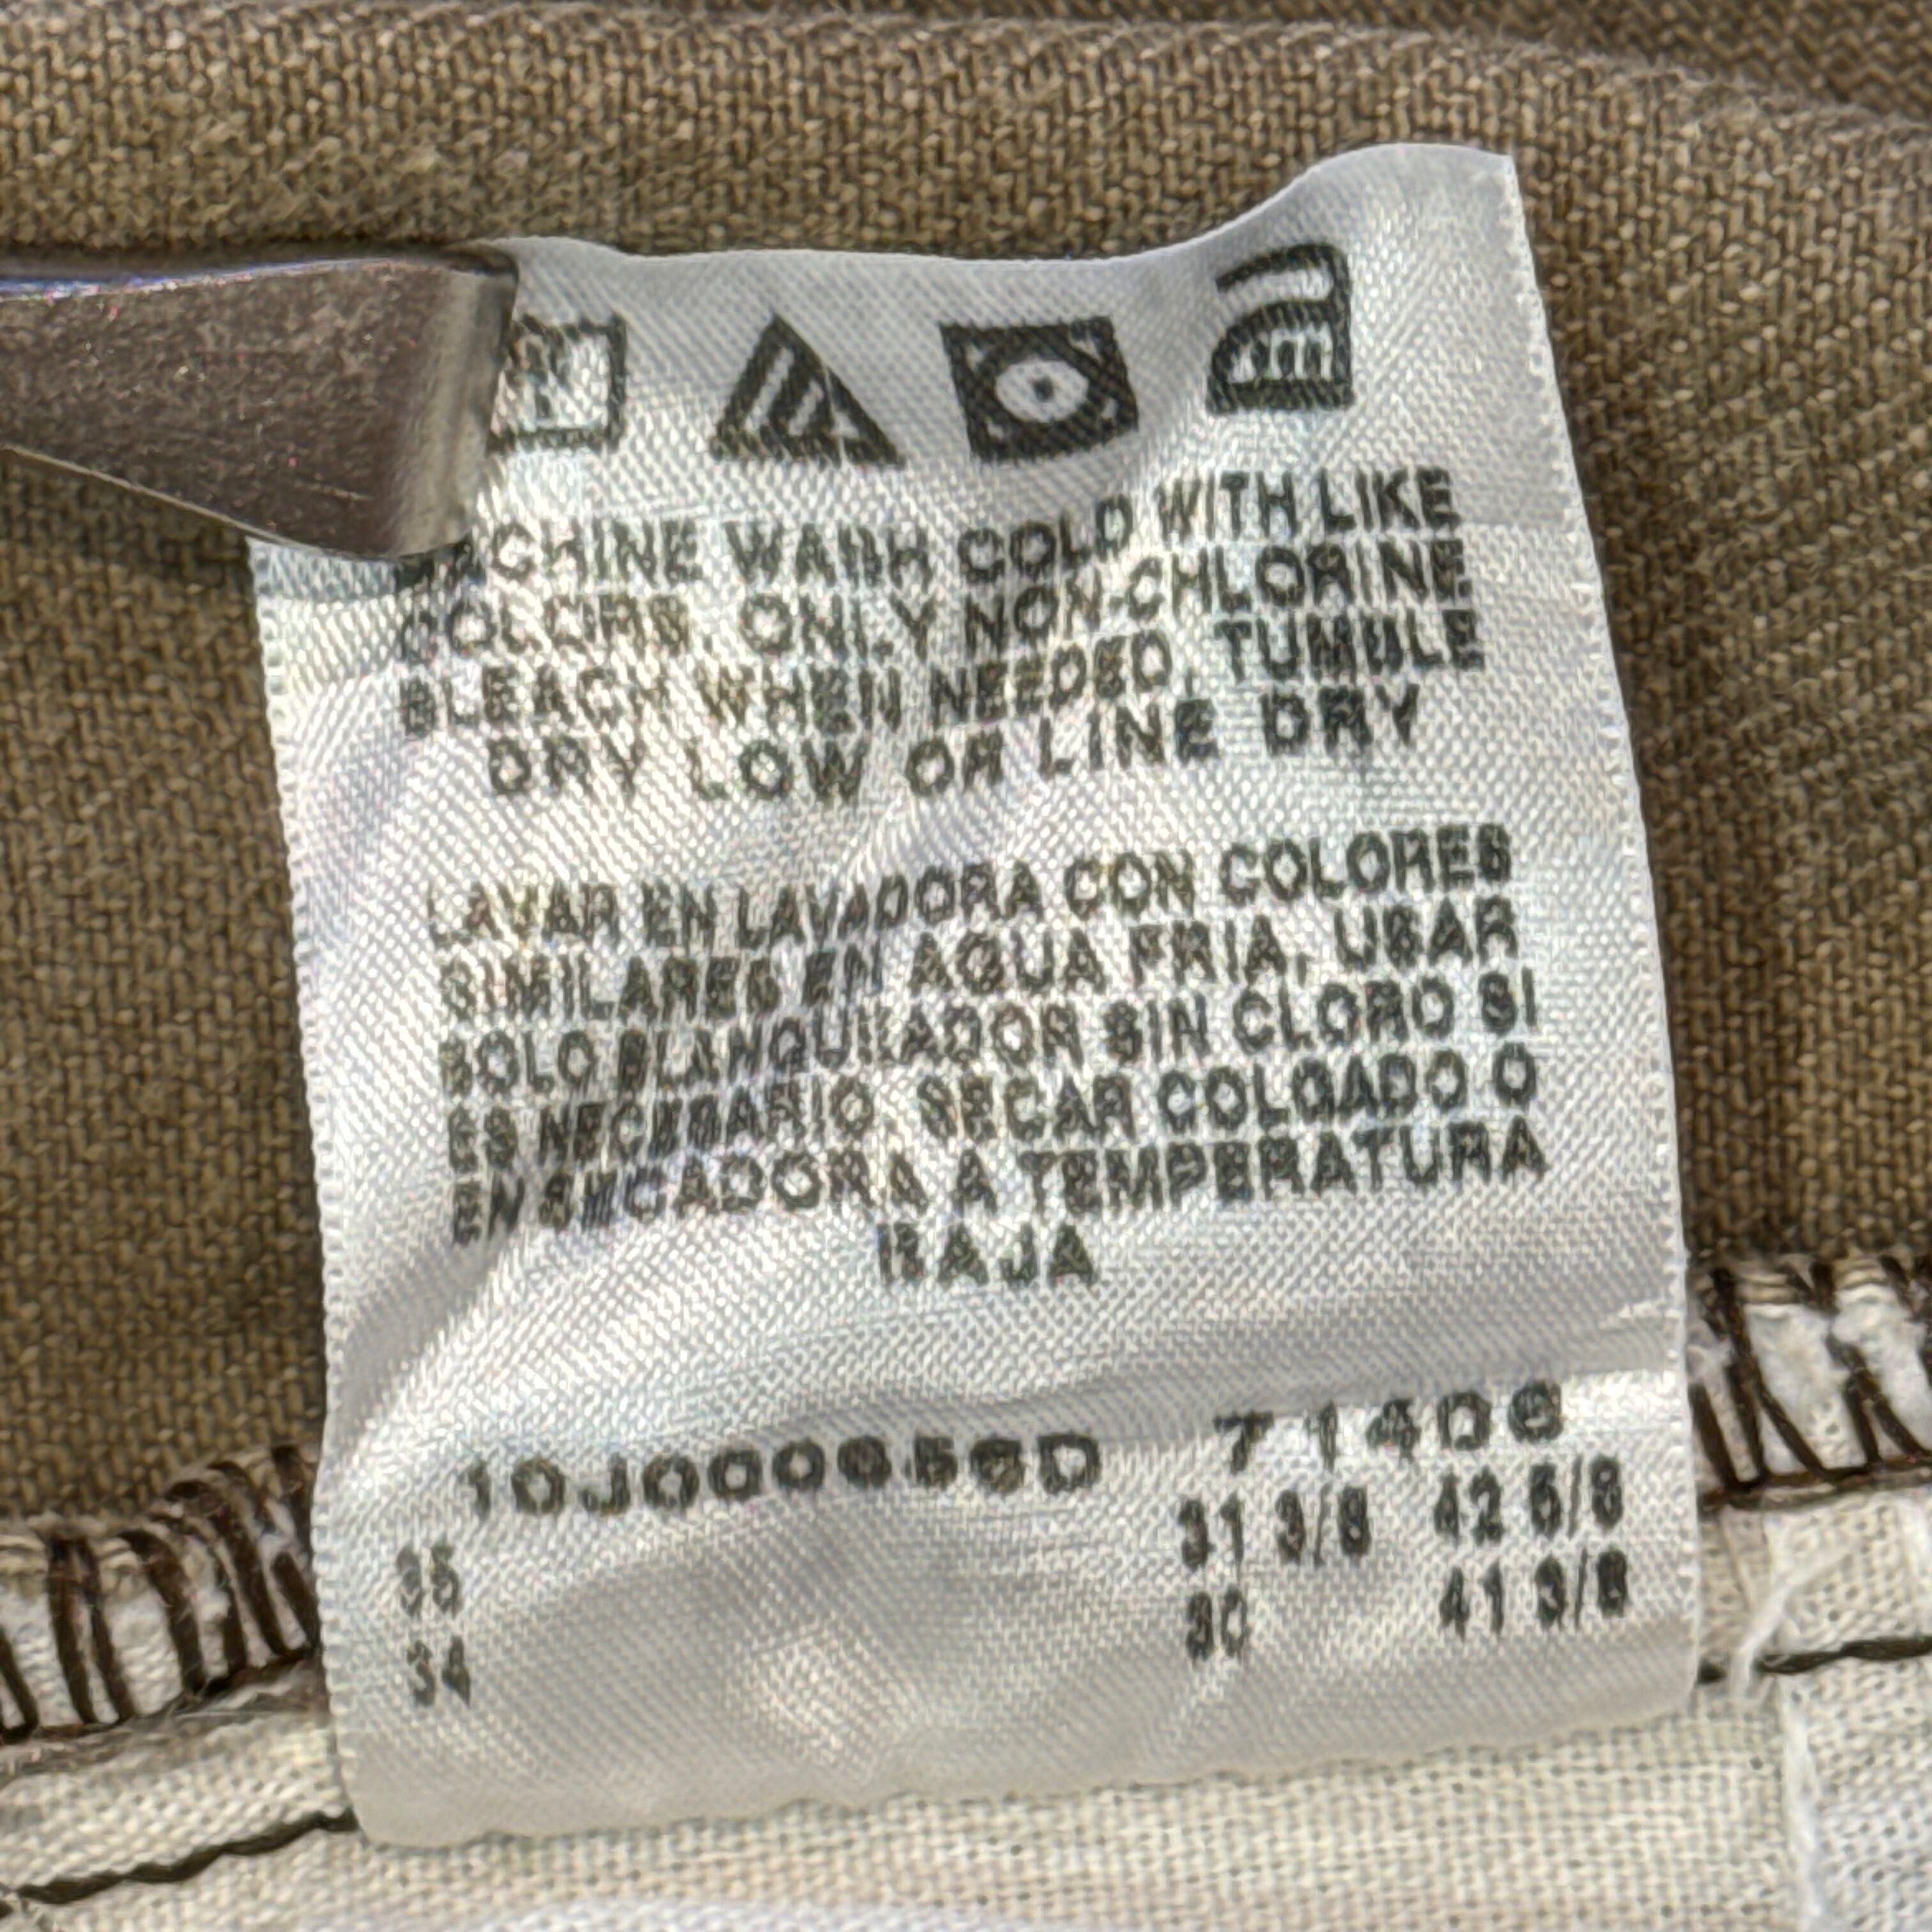 MACHINE WASH COLD WITH LIKE
COLORS. ONLY NON-CHLORINE
BLEACH WHEN NEEDED. TUMBLE
DRY LOW OR LINE DRY
LAVAR EN LAVADORA CON COLORES
SIMILARES EN AGUA FRIA. USAR
SOLO BLANQUEADOR SIN CLORO SI
ES NECESARIO. SECAR COLGADO O
EN SECADORA A TEMPERATURA
BAJA
71406
35 31 3/8 42 5/8
34 30 41 3/8